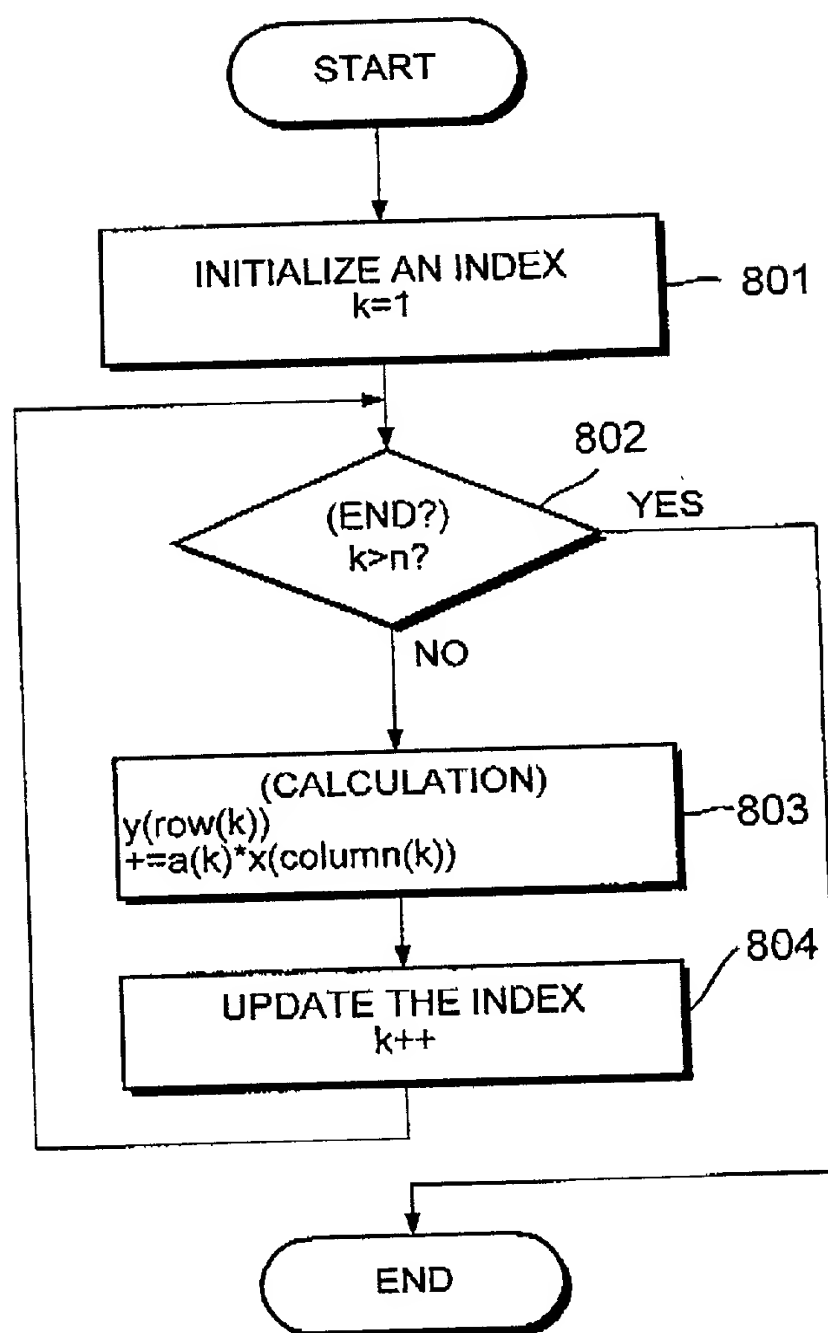 START
INITIALIZE AN INDEX
k=1
801
802
(END?)
k>n?
YES
NO
(CALCULATION)
y(row(k))
+=a(k)*x(column(k))
803
804
UPDATE THE INDEX
k++
END